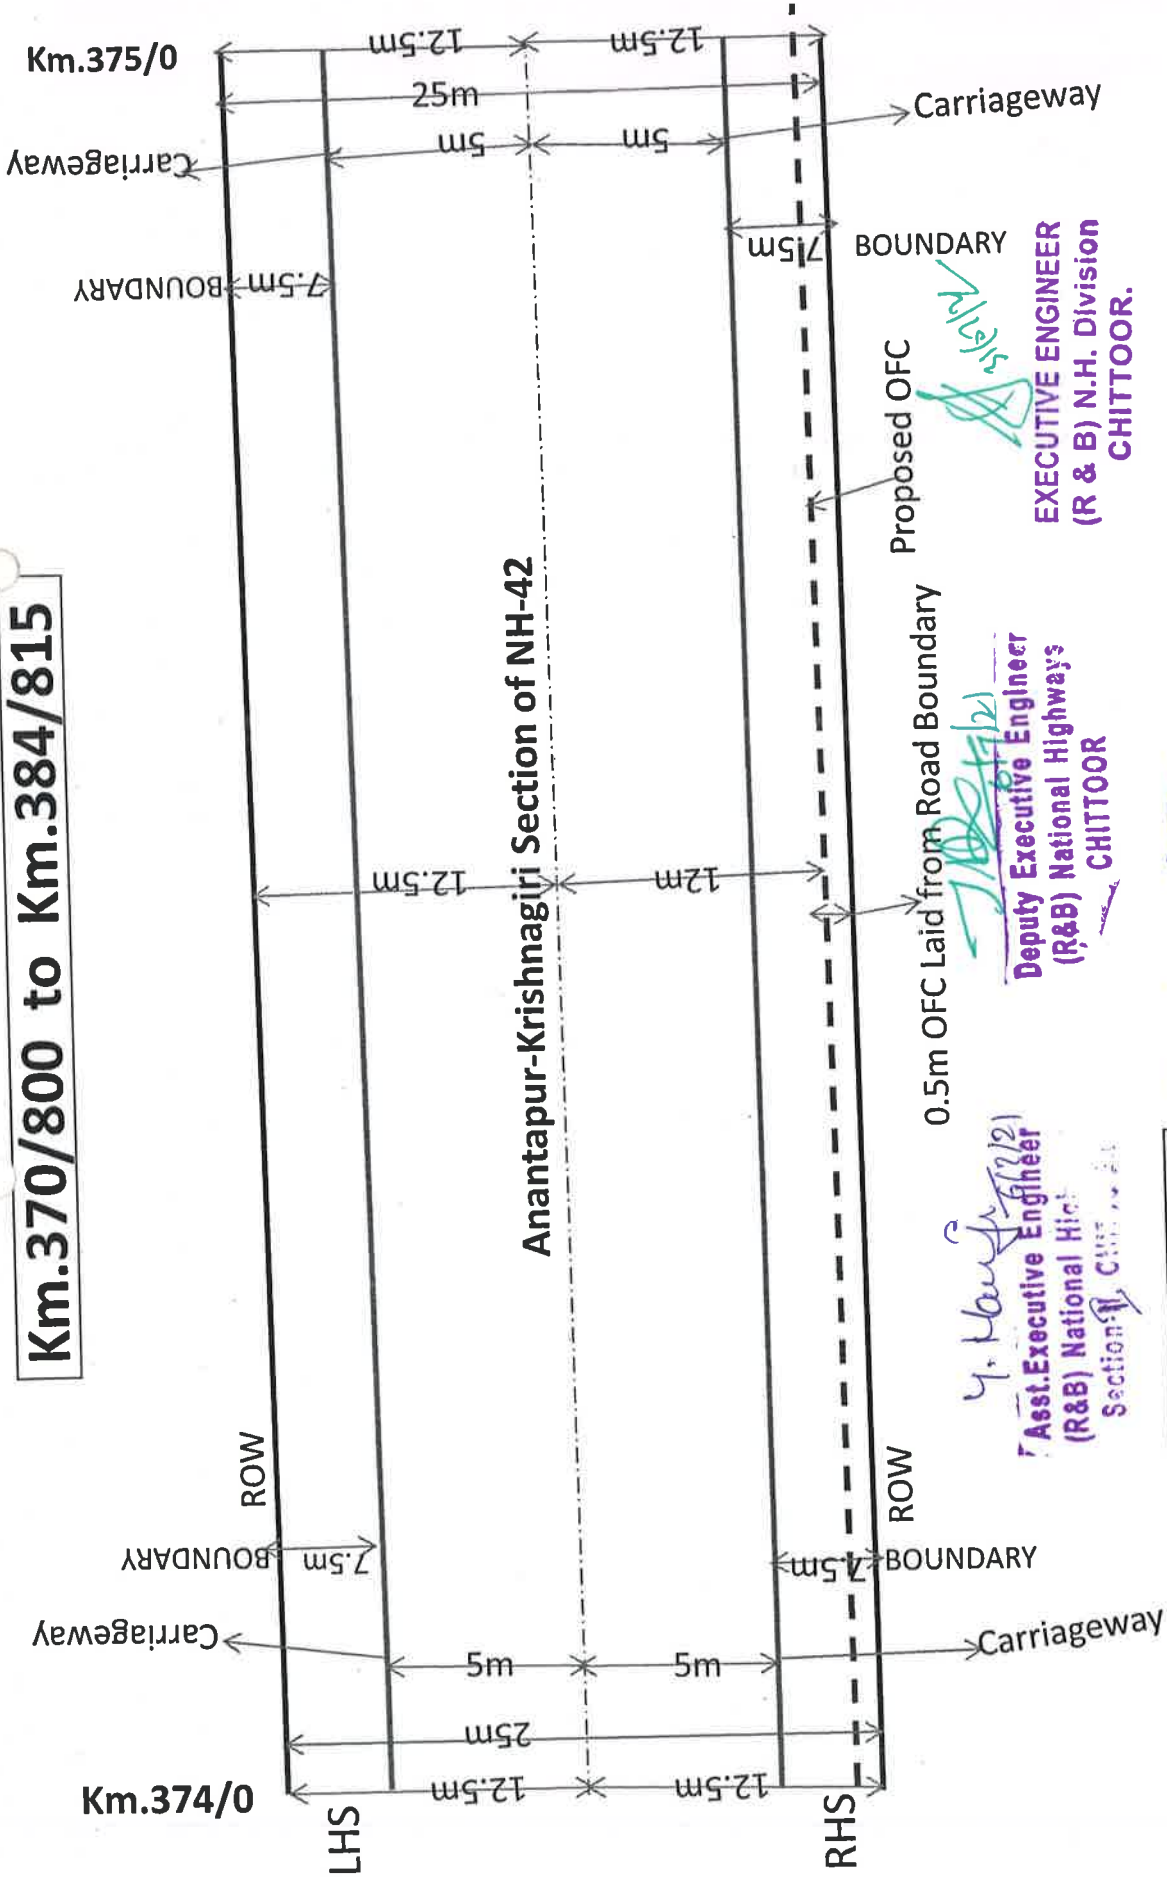 Km.370/800 to Km.384/815
Km.374/0
Km.375/0
LHS
RHS
12.5m
12.5m
25m
5m
5m
Carriageway
Carriageway
BOUNDARY
7.5m
7.5m
BOUNDARY
ROW
ROW
Anantapur-Krishnagiri Section of NH-42
12.5m
12m
0.5m OFC Laid from Road Boundary
Proposed OFC
BOUNDARY
7.5m
7.5m
BOUNDARY
Carriageway
Carriageway
5m
5m
25m
12.5m
12.5m
Asst.Executive Engineer
(R&B) National
Section
Deputy Executive Engineer
(R&B) National Highways
CHITTOOR
EXECUTIVE ENGINEER
(R & B) N.H. Division
CHITTOOR.